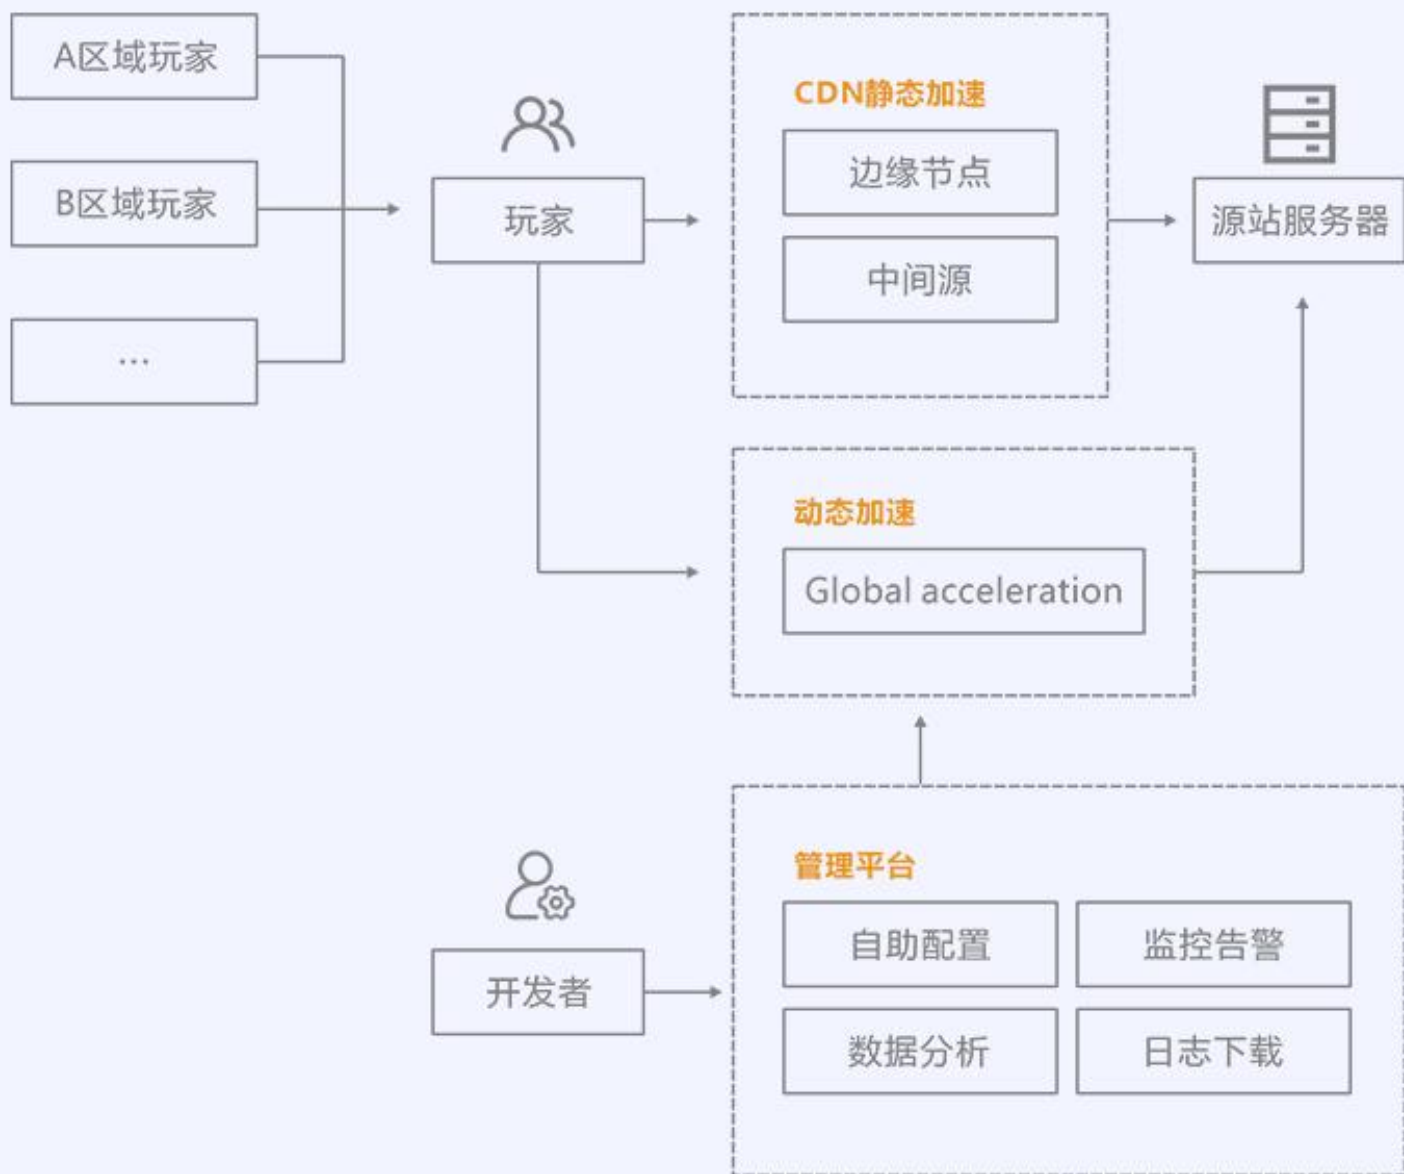 A区域玩家
B区域玩家
...
玩家
CDN静态加速
边缘节点
中间源
源站服务器
动态加速
Global acceleration
开发者
管理平台
自助配置
监控告警
数据分析
日志下载